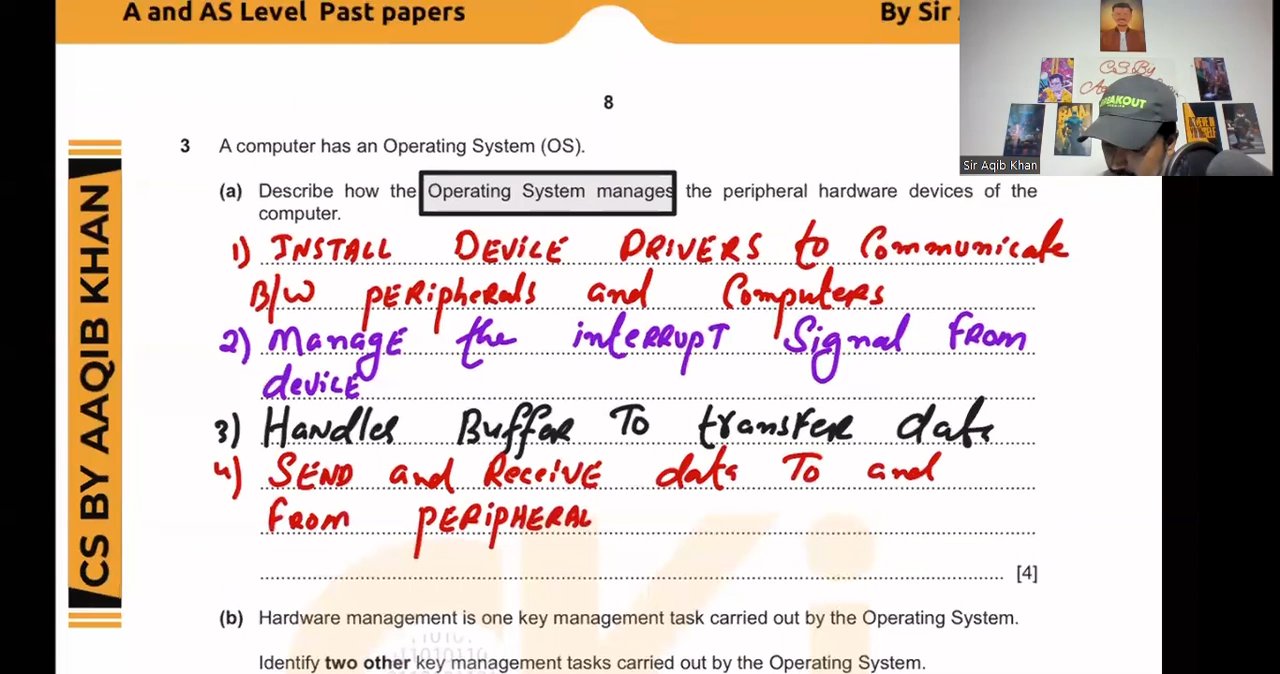 A and AS Level Past papers
By Sir
8
3 A computer has an Operating System (OS).
(a) Describe how the Operating System manages the peripheral hardware devices of the
computer.
1) INSTALL DEVICE DRIVERS to Communicate
B/W PERipherals and Computers
2) Manage the interrupt Signal From
device
3) Handles Buffer To transfer data
4) SEND and Receive data To and
From PERIPHERAL
[4]
(b) Hardware management is one key management task carried out by the Operating System.
Identify two other key management tasks carried out by the Operating System.
CS BY AAQIB KHAN
CS By
BREAKOUT
Sir Aqib Khan